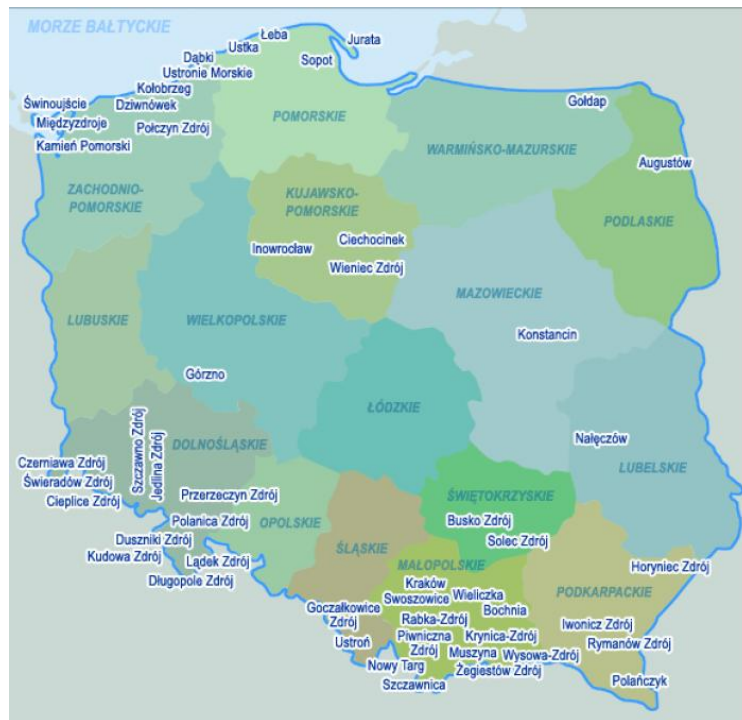 MORZE BAŁTYCKIE
Łeba
Ustka
Jurata
Dąbki
Sopot
Ustronie Morskie
Kołobrzeg
Świnoujście
Dziwnówek
Gołdap
Międzyzdroje
POMORSKIE
Połczyn Zdrój
Kamień Pomorski
WARMIŃSKO-MAZURSKIE
Augustów
ZACHODNIO-
POMORSKIE
KUJAWSKO-
POMORSKIE
PODLASKIE
Ciechocinek
Inowrocław
Wieniec Zdrój
MAZOWIECKIE
LUBUSKIE
WIELKOPOLSKIE
Konstancin
Górzno
ŁÓDZKIE
Szczawno Zdrój
Jedlina Zdrój
DOLNOŚLĄSKIE
Nałęczów
Czerniawa Zdrój
LUBELSKIE
Świeradów Zdrój
Cieplice Zdrój
Przerzeczyn Zdrój
ŚWIĘTOKRZYSKIE
Polanica Zdrój
OPOLSKIE
Busko Zdrój
Duszniki Zdrój
Solec Zdrój
ŚLĄSKIE
Kudowa Zdrój
Lądek Zdrój
MAŁOPOLSKIE
Horyniec Zdrój
Długopole Zdrój
Kraków
PODKARPACKIE
Swoszowice
Wieliczka
Goczałkowice
Zdrój
Bochnia
Rabka-Zdrój
Iwonicz Zdrój
Ustroń
Piwniczna
Zdrój
Krynica-Zdrój
Rymanów Zdrój
Muszyna
Wysowa-Zdrój
Nowy Targ
Żegiestów Zdrój
Szczawnica
Polańczyk